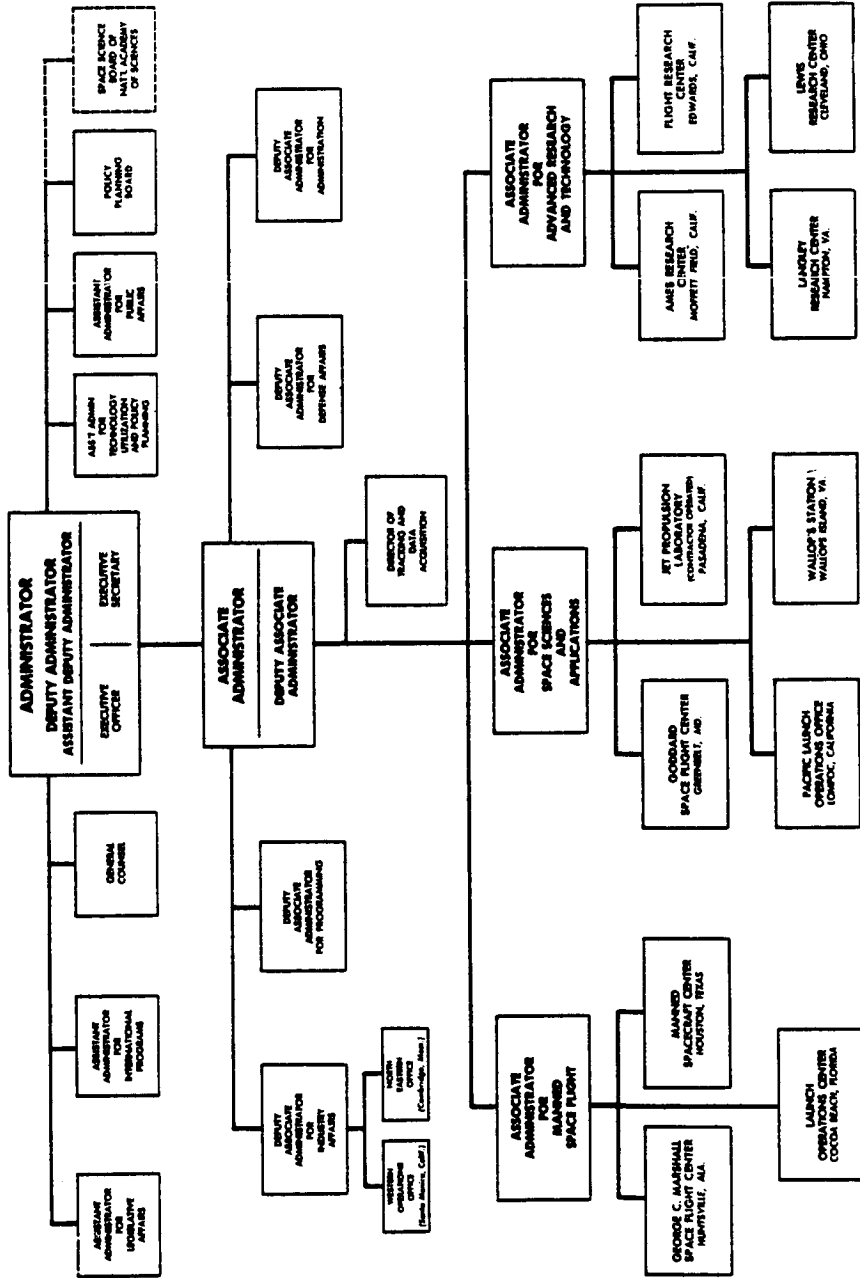 ADMINISTRATOR
DEPUTY ADMINISTRATOR
ASSISTANT DEPUTY ADMINISTRATOR
EXECUTIVE
OFFICER
EXECUTIVE
SECRETARY
ASSISTANT
ADMINISTRATOR
FOR
LEGISLATIVE
AFFAIRS
ASSISTANT
ADMINISTRATOR
FOR
INTERNATIONAL
PROGRAMS
GENERAL
COUNSEL
ASS'T ADMIN
FOR
TECHNOLOGY
UTILIZATION
AND POLICY
PLANNING
ASSISTANT
ADMINISTRATOR
FOR
PUBLIC
AFFAIRS
POLICY
PLANNING
BOARD
SPACE SCIENCE
BOARD OF
NAT'L ACADEMY
OF SCIENCES
ASSOCIATE
ADMINISTRATOR
DEPUTY ASSOCIATE
ADMINISTRATOR
DEPUTY
ASSOCIATE
ADMINISTRATOR
FOR
INDUSTRY
AFFAIRS
WESTERN
OPERATIONS
OFFICE
(Santa Monica, Calif.)
NORTH
EASTERN
OFFICE
(Cambridge, Mass.)
DEPUTY
ASSOCIATE
ADMINISTRATOR
FOR PROGRAMMING
DEPUTY
ASSOCIATE
ADMINISTRATOR
FOR
DEFENSE AFFAIRS
DEPUTY
ASSOCIATE
ADMINISTRATOR
FOR
ADMINISTRATION
DIRECTOR OF
TRACKING AND
DATA
ACQUISITION
ASSOCIATE
ADMINISTRATOR
FOR
MANNED
SPACE FLIGHT
GEORGE C. MARSHALL
SPACE FLIGHT CENTER
HUNTSVILLE, ALA.
MANNED
SPACECRAFT CENTER
HOUSTON, TEXAS
LAUNCH
OPERATIONS CENTER
COCOA BEACH, FLORIDA
ASSOCIATE
ADMINISTRATOR
FOR
SPACE SCIENCES
AND
APPLICATIONS
GODDARD
SPACE FLIGHT CENTER
GREENBELT, MD.
JET PROPULSION
LABORATORY
(CONTRACTOR OPERATED)
PASADENA, CALIF.
PACIFIC LAUNCH
OPERATIONS OFFICE
LOMPOC, CALIFORNIA
WALLOP'S STATION
WALLOPS ISLAND, VA.
ASSOCIATE
ADMINISTRATOR
FOR
ADVANCED RESEARCH
AND TECHNOLOGY
AMES RESEARCH
CENTER
MOFFETT FIELD, CALIF.
FLIGHT RESEARCH
CENTER
EDWARDS, CALIF.
LANGLEY
RESEARCH CENTER
HAMPTON, VA.
LEWIS
RESEARCH CENTER
CLEVELAND, OHIO